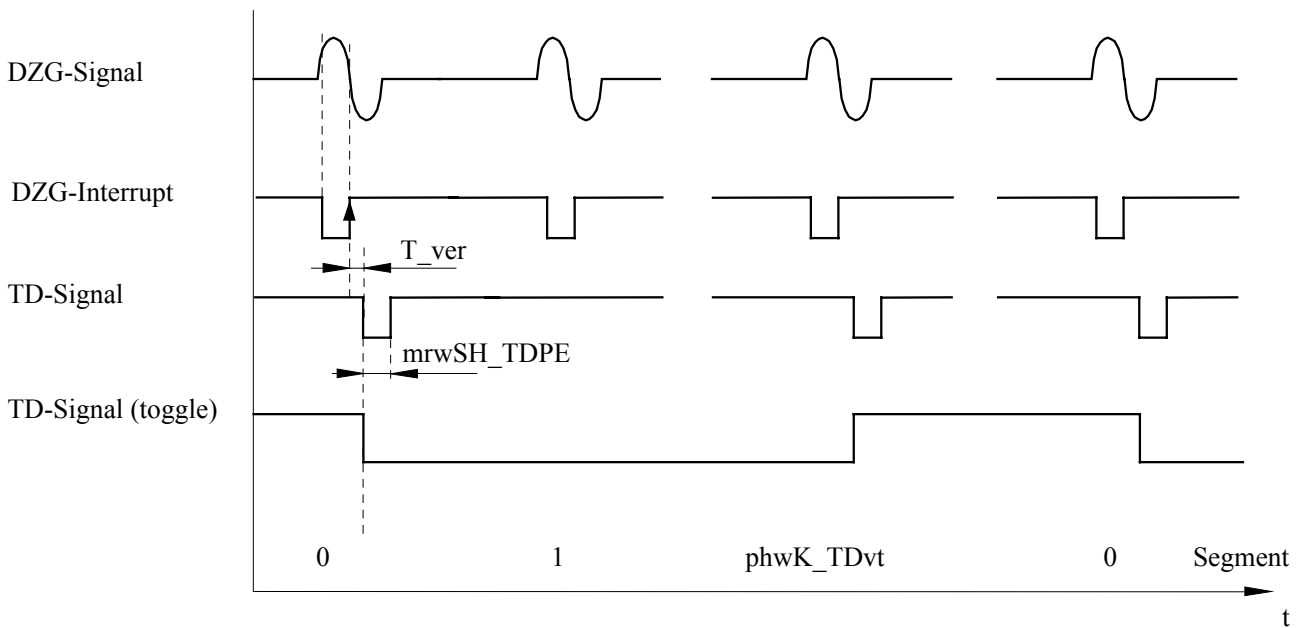 DZG-Signal
DZG-Interrupt
T_ver
TD-Signal
mrwSH_TDPE
TD-Signal (toggle)
0 1 phwK_TDvt 0 Segment
t